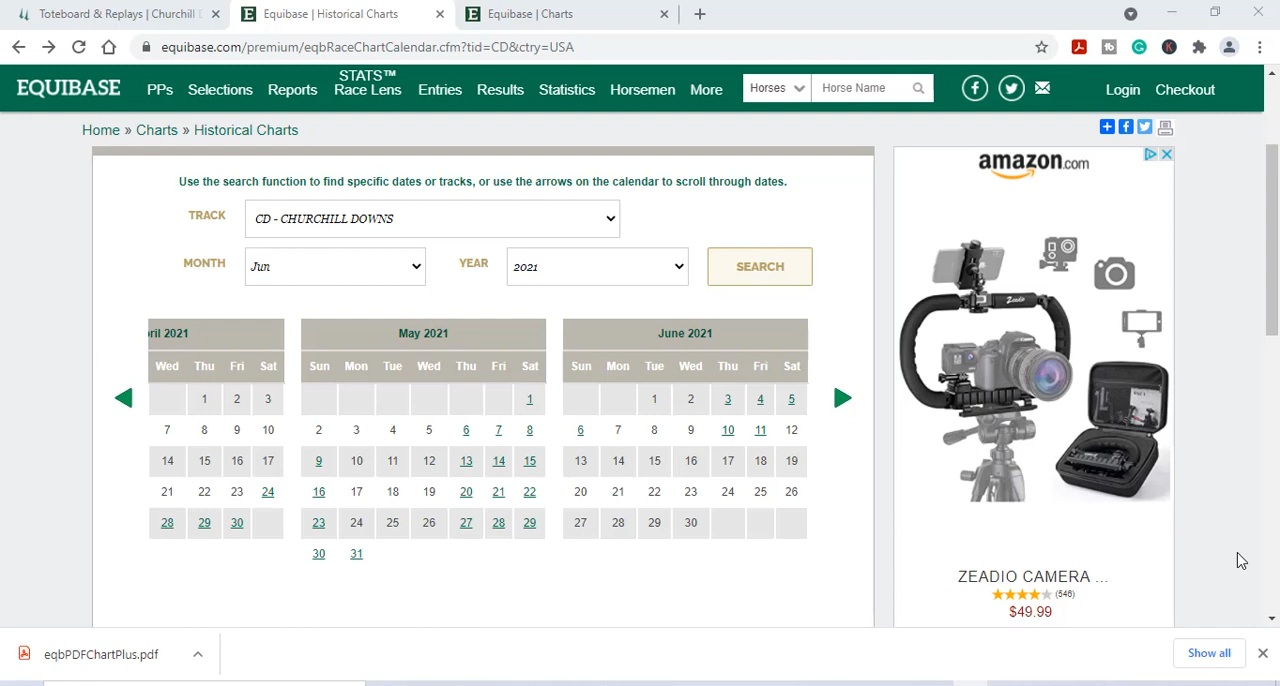 Toteboard & Replays | Churchill D
Equibase | Historical Charts
Equibase | Charts
equibase.com/premium/eqbRaceChartCalendar.cfm?tid=CD&ctry=USA
EQUIBASE PPs Selections Reports STATS™ Race Lens Entries Results Statistics Horsemen More Horses Horse Name Login Checkout
Home » Charts » Historical Charts
Use the search function to find specific dates or tracks, or use the arrows on the calendar to scroll through dates.
TRACK CD - CHURCHILL DOWNS
MONTH Jun YEAR 2021 SEARCH
pril 2021
Wed Thu Fri Sat
1 2 3
7 8 9 10
14 15 16 17
21 22 23 24
28 29 30
May 2021
Sun Mon Tue Wed Thu Fri Sat
1
2 3 4 5 6 7 8
9 10 11 12 13 14 15
16 17 18 19 20 21 22
23 24 25 26 27 28 29
30 31
June 2021
Sun Mon Tue Wed Thu Fri Sat
1 2 3 4 5
6 7 8 9 10 11 12
13 14 15 16 17 18 19
20 21 22 23 24 25 26
27 28 29 30
amazon.com
Zeadio
ZEADIO CAMERA ...
(546)
$49.99
eqbPDFChartPlus.pdf
Show all